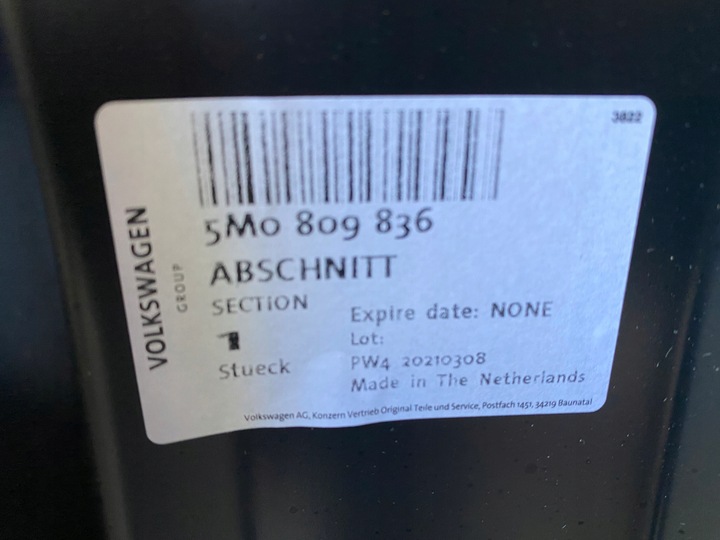 3822
VOLKSWAGEN
GROUP
5M0 809 836
ABSCHNITT
SECTION
1
Stueck
Expire date: NONE
Lot:
PW4 20210308
Made in The Netherlands
Volkswagen AG, Konzern Vertrieb Original Teile und Service, Postfach 1451, 34219 Baunatal